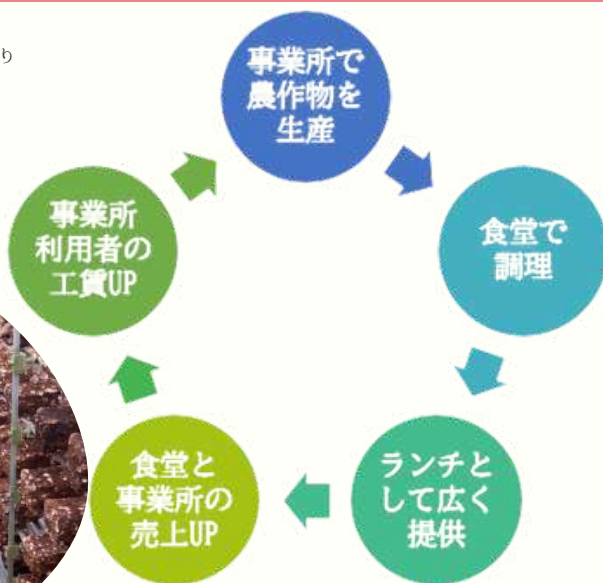 り
事業所で
農作物を
生産
食堂で
調理
ランチと
して広く
提供
食堂と
事業所の
売上UP
事業所
利用者の
工賃UP